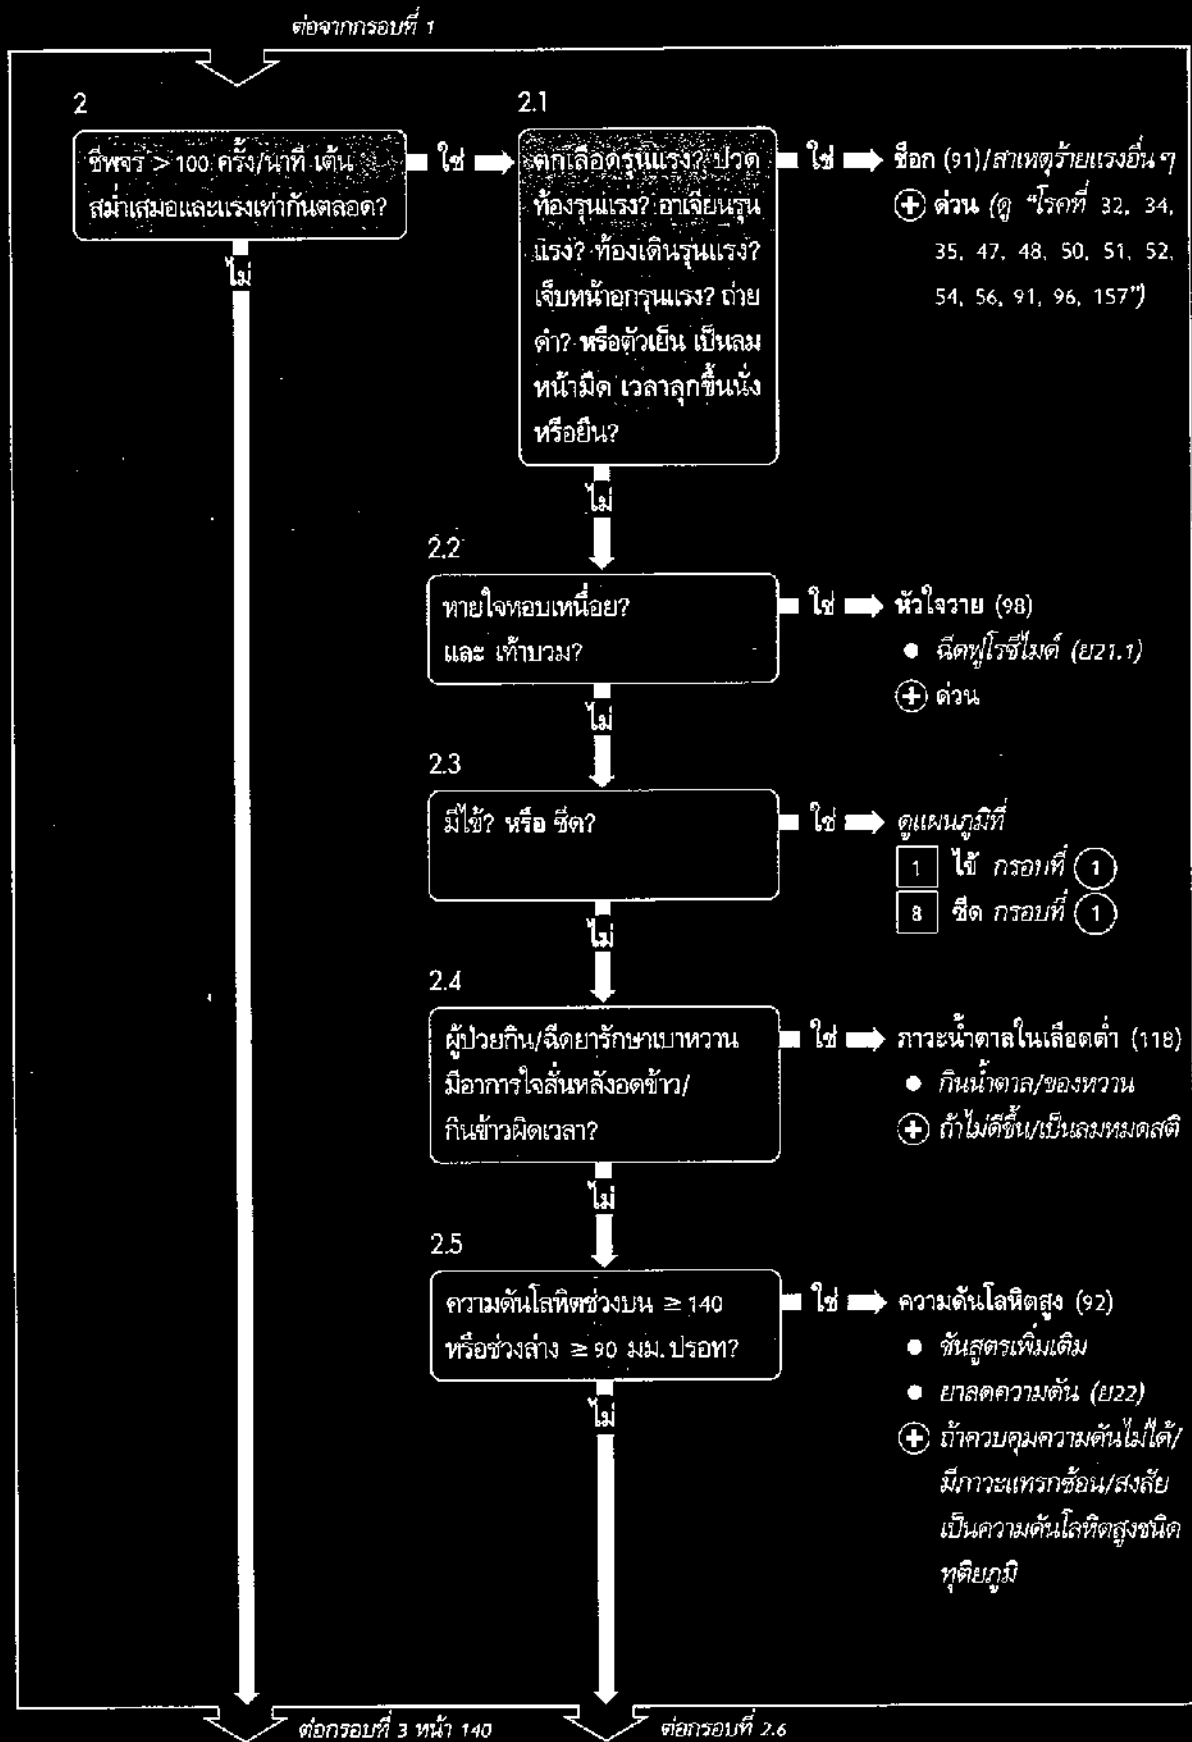 ต่อจากกรอบที่ 1
2
ชีพจร > 100 ครั้ง/นาที เต้น
สม่ำเสมอและแรงเท่ากันตลอด?
ใช่
ไม่
2.1
ตกเลือดรุนแรง? ปวด
ท้องรุนแรง? อาเจียนรุน
แรง? ท้องเดินรุนแรง?
เจ็บหน้าอกรุนแรง? ถ่าย
ดำ? หรือตัวเย็น เป็นลม
หน้ามืด เวลาลุกขึ้นนั่ง
หรือยืน?
ใช่
ช็อก (91)/สาเหตุร้ายแรงอื่น ๆ
ด่วน (ดู "โรคที่ 32, 34,
35, 47, 48, 50, 51, 52,
54, 56, 91, 96, 157")
ไม่
2.2
หายใจหอบเหนื่อย?
และ เท้าบวม?
ใช่
หัวใจวาย (98)
● ฉีดฟูโรซีไมด์ (ย21.1)
ด่วน
ไม่
2.3
มีไข้? หรือ ซีด?
ใช่
ดูแผนภูมิที่
1 ไข้ กรอบที่ 1
8 ซีด กรอบที่ 1
ไม่
2.4
ผู้ป่วยกิน/ฉีดยารักษาเบาหวาน
มีอาการใจสั่นหลังอดข้าว/
กินข้าวผิดเวลา?
ใช่
ภาวะน้ำตาลในเลือดต่ำ (118)
● กินน้ำตาล/ของหวาน
ถ้าไม่ดีขึ้น/เป็นลมหมดสติ
ไม่
2.5
ความดันโลหิตช่วงบน ≥ 140
หรือช่วงล่าง ≥ 90 มม. ปรอท?
ใช่
ความดันโลหิตสูง (92)
● ชันสูตรเพิ่มเติม
● ยาลดความดัน (ย22)
ถ้าควบคุมความดันไม่ได้/
มีภาวะแทรกซ้อน/สงสัย
เป็นความดันโลหิตสูงชนิด
ทุติยภูมิ
ไม่
ต่อกรอบที่ 3 หน้า 140
ต่อกรอบที่ 2.6